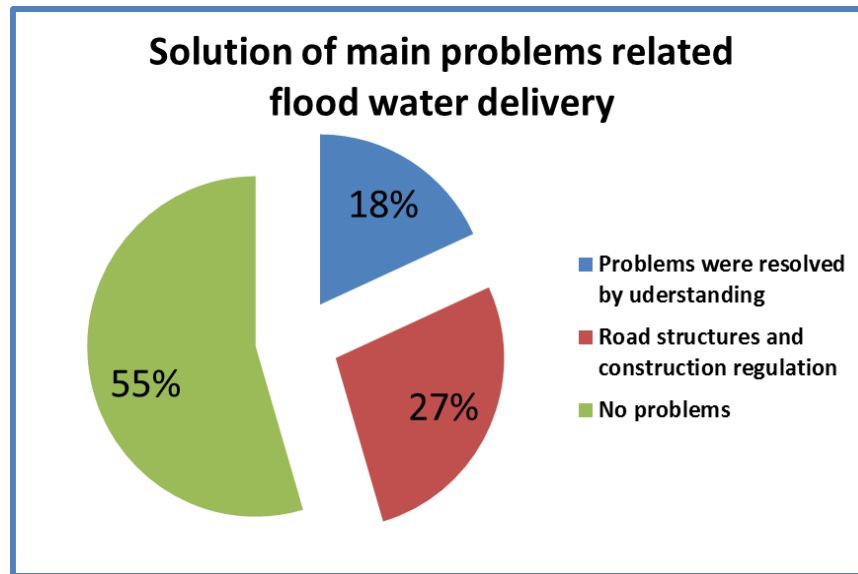 Solution of main problems related
flood water delivery
18%
27%
55%
Problems were resolved
by uderstanding
Road structures and
construction regulation
No problems